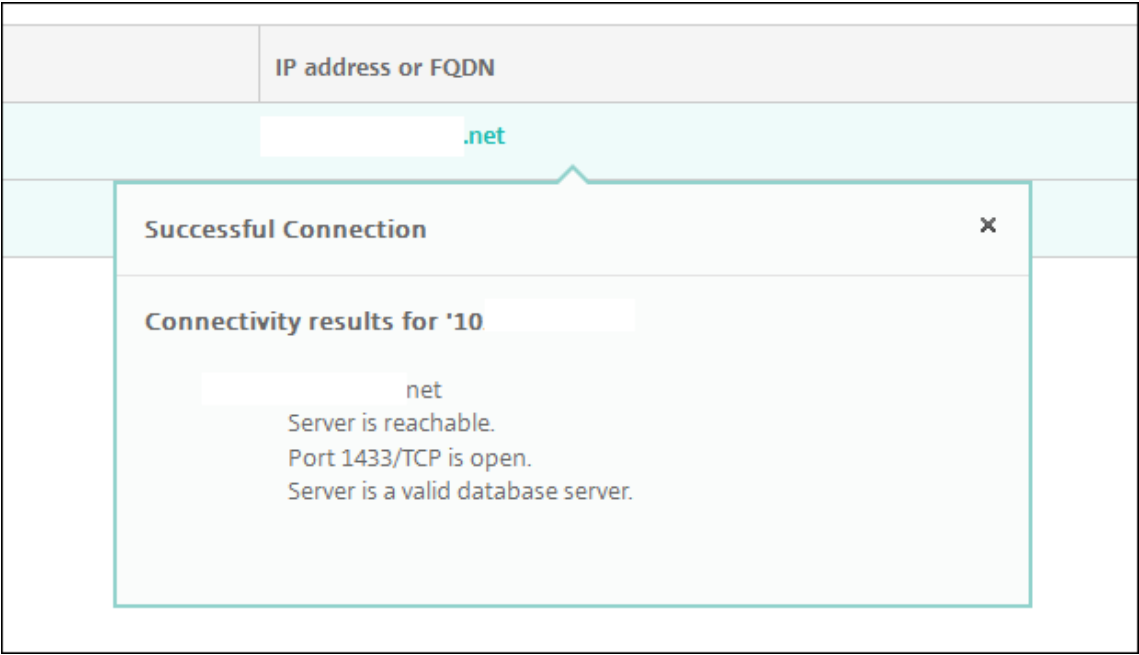 IP address or FQDN
.net
Successful Connection
Connectivity results for '10
net
Server is reachable.
Port 1433/TCP is open.
Server is a valid database server.